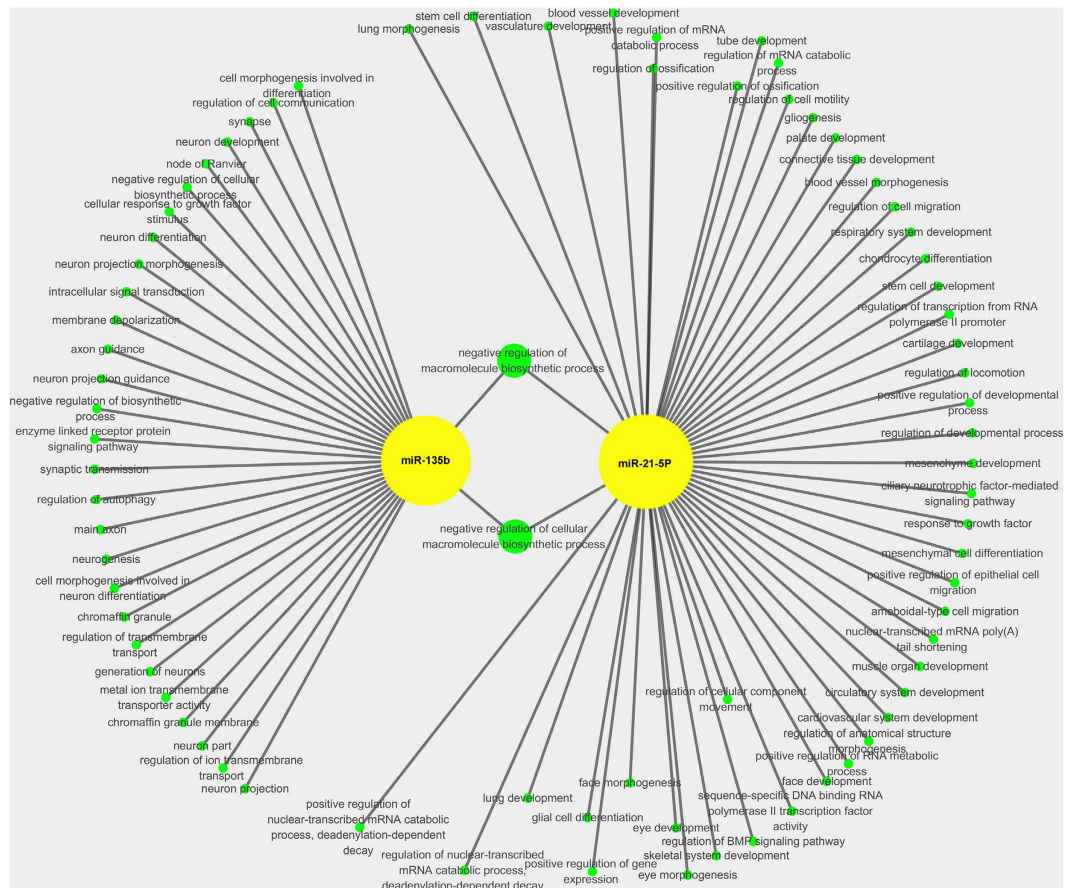 stem cell differentiation
blood vessel development
lung morphogenesis
vasculature development
positive regulation of mRNA
catabolic process
tube development
regulation of mRNA catabolic
process
regulation of ossification
positive regulation of ossification
cell morphogenesis involved in
differentiation
regulation of cell communication
regulation of cell motility
synapse
gliogenesis
neuron development
palate development
node of Ranvier
connective tissue development
negative regulation of cellular
biosynthetic process
blood vessel morphogenesis
cellular response to growth factor
stimulus
regulation of cell migration
neuron differentiation
respiratory system development
neuron projection morphogenesis
chondrocyte differentiation
intracellular signal transduction
stem cell development
membrane depolarization
regulation of transcription from RNA
polymerase II promoter
axon guidance
cartilage development
negative regulation of
macromolecule biosynthetic process
neuron projection guidance
regulation of locomotion
negative regulation of biosynthetic
process
positive regulation of developmental
process
enzyme linked receptor protein
signaling pathway
regulation of developmental process
miR-135b
miR-21-5P
synaptic transmission
mesenchyme development
regulation of autophagy
ciliary neurotrophic factor-mediated
signaling pathway
main axon
negative regulation of cellular
macromolecule biosynthetic process
response to growth factor
neurogenesis
mesenchymal cell differentiation
cell morphogenesis involved in
neuron differentiation
positive regulation of epithelial cell
migration
chromaffin granule
ameboidal-type cell migration
regulation of transmembrane
transport
nuclear-transcribed mRNA poly(A)
tail shortening
generation of neurons
muscle organ development
metal ion transmembrane
transporter activity
regulation of cellular component
movement
circulatory system development
chromaffin granule membrane
cardiovascular system development
neuron part
regulation of anatomical structure
morphogenesis
regulation of ion transmembrane
transport
positive regulation of RNA metabolic
process
neuron projection
face morphogenesis
face development
positive regulation of
nuclear-transcribed mRNA catabolic
process, deadenylation-dependent
decay
lung development
sequence-specific DNA binding RNA
polymerase II transcription factor
activity
glial cell differentiation
eye development
regulation of BMP signaling pathway
regulation of nuclear-transcribed
mRNA catabolic process,
deadenylation-dependent decay
skeletal system development
positive regulation of gene
expression
eye morphogenesis